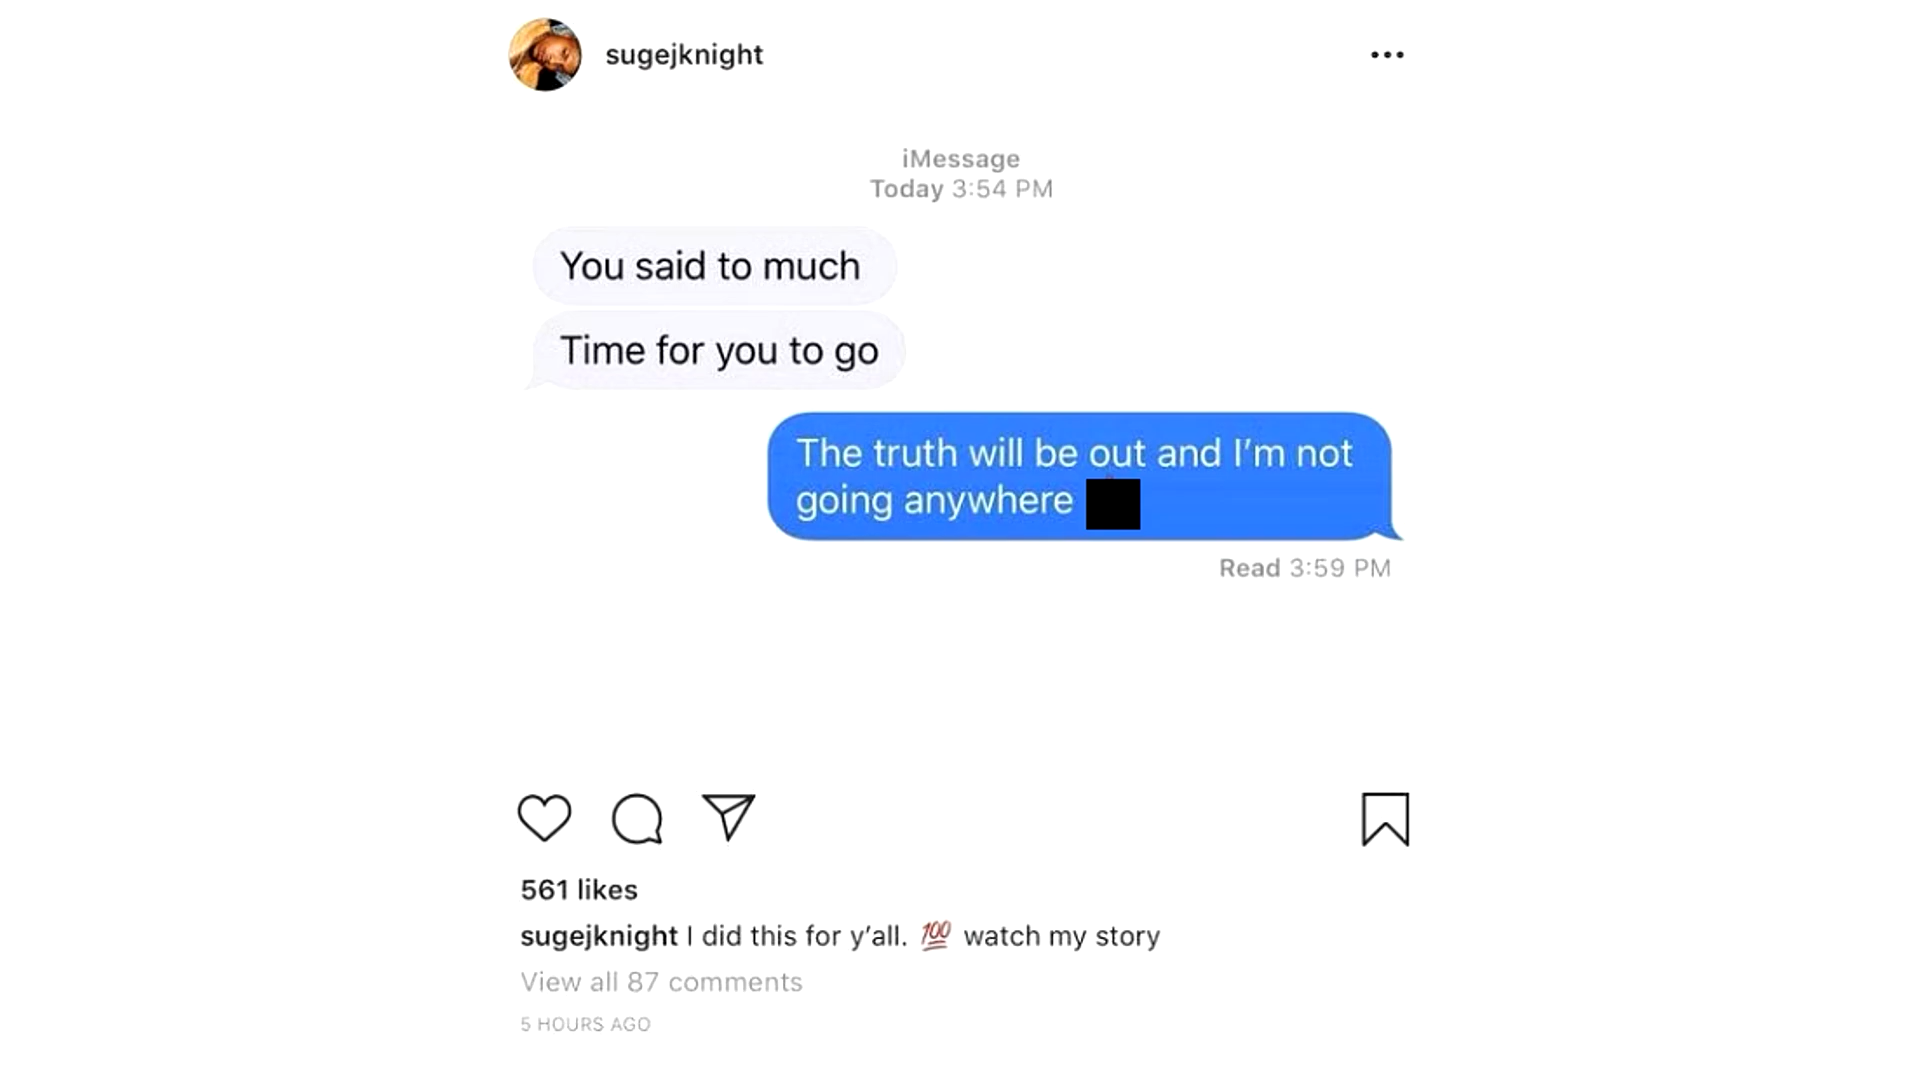 sugejknight
iMessage
Today 3:54 PM
You said to much
Time for you to go
The truth will be out and I’m not
going anywhere
Read 3:59 PM
561 likes
sugejknight I did this for y’all. 💯 watch my story
View all 87 comments
5 HOURS AGO